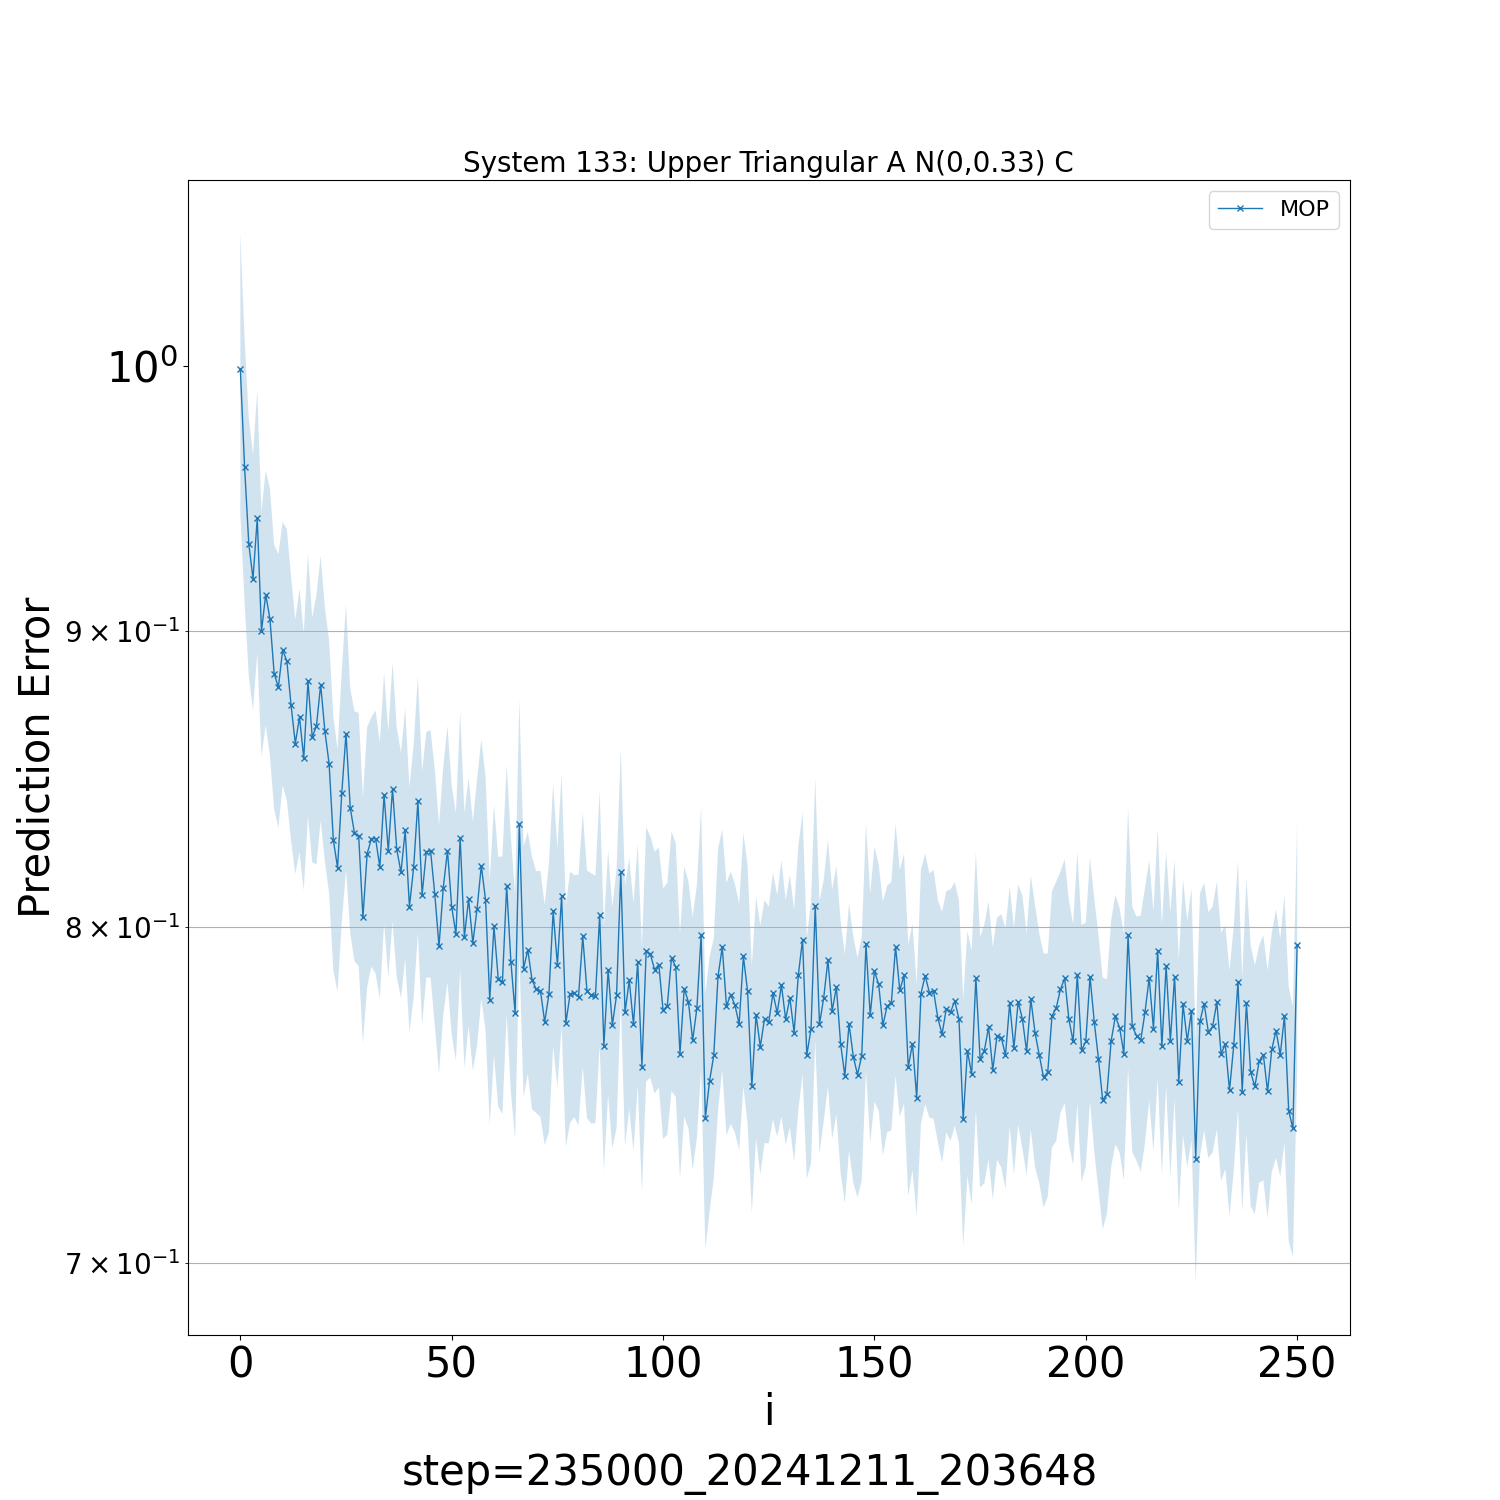 System 133: Upper Triangular A N(0,0.33) C
MOP
10⁰
9 × 10⁻¹
8 × 10⁻¹
7 × 10⁻¹
Prediction Error
0 50 100 150 200 250
i
step=235000_20241211_203648